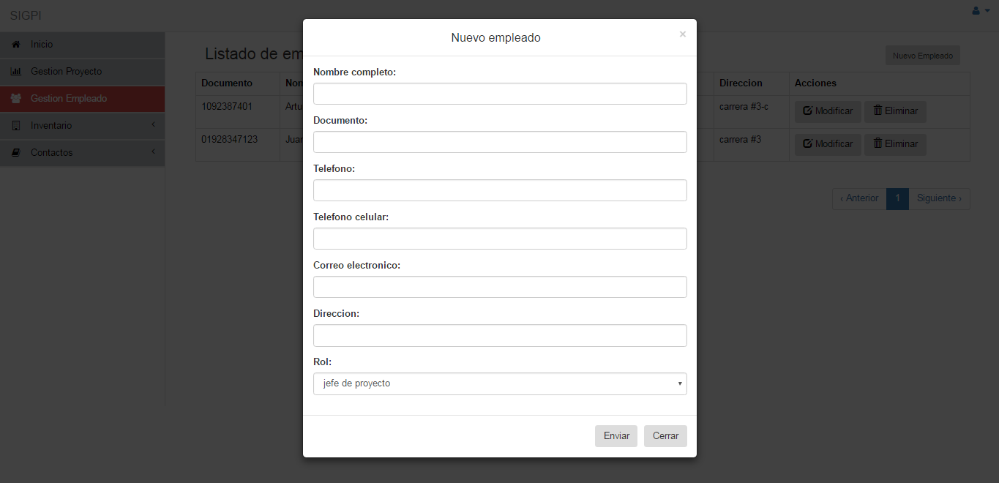 SIGPI
Inicio
Gestion Proyecto
Gestion Empleado
Inventario
Contactos
Listado de em
Nuevo Empleado
Documento Nom Direccion Acciones
1092387401 Artu carrera #3-c Modificar Eliminar
01928347123 Juan carrera #3 Modificar Eliminar
‹ Anterior 1 Siguiente ›
Nuevo empleado ×
Nombre completo:
Documento:
Telefono:
Telefono celular:
Correo electronico:
Direccion:
Rol:
jefe de proyecto
Enviar Cerrar